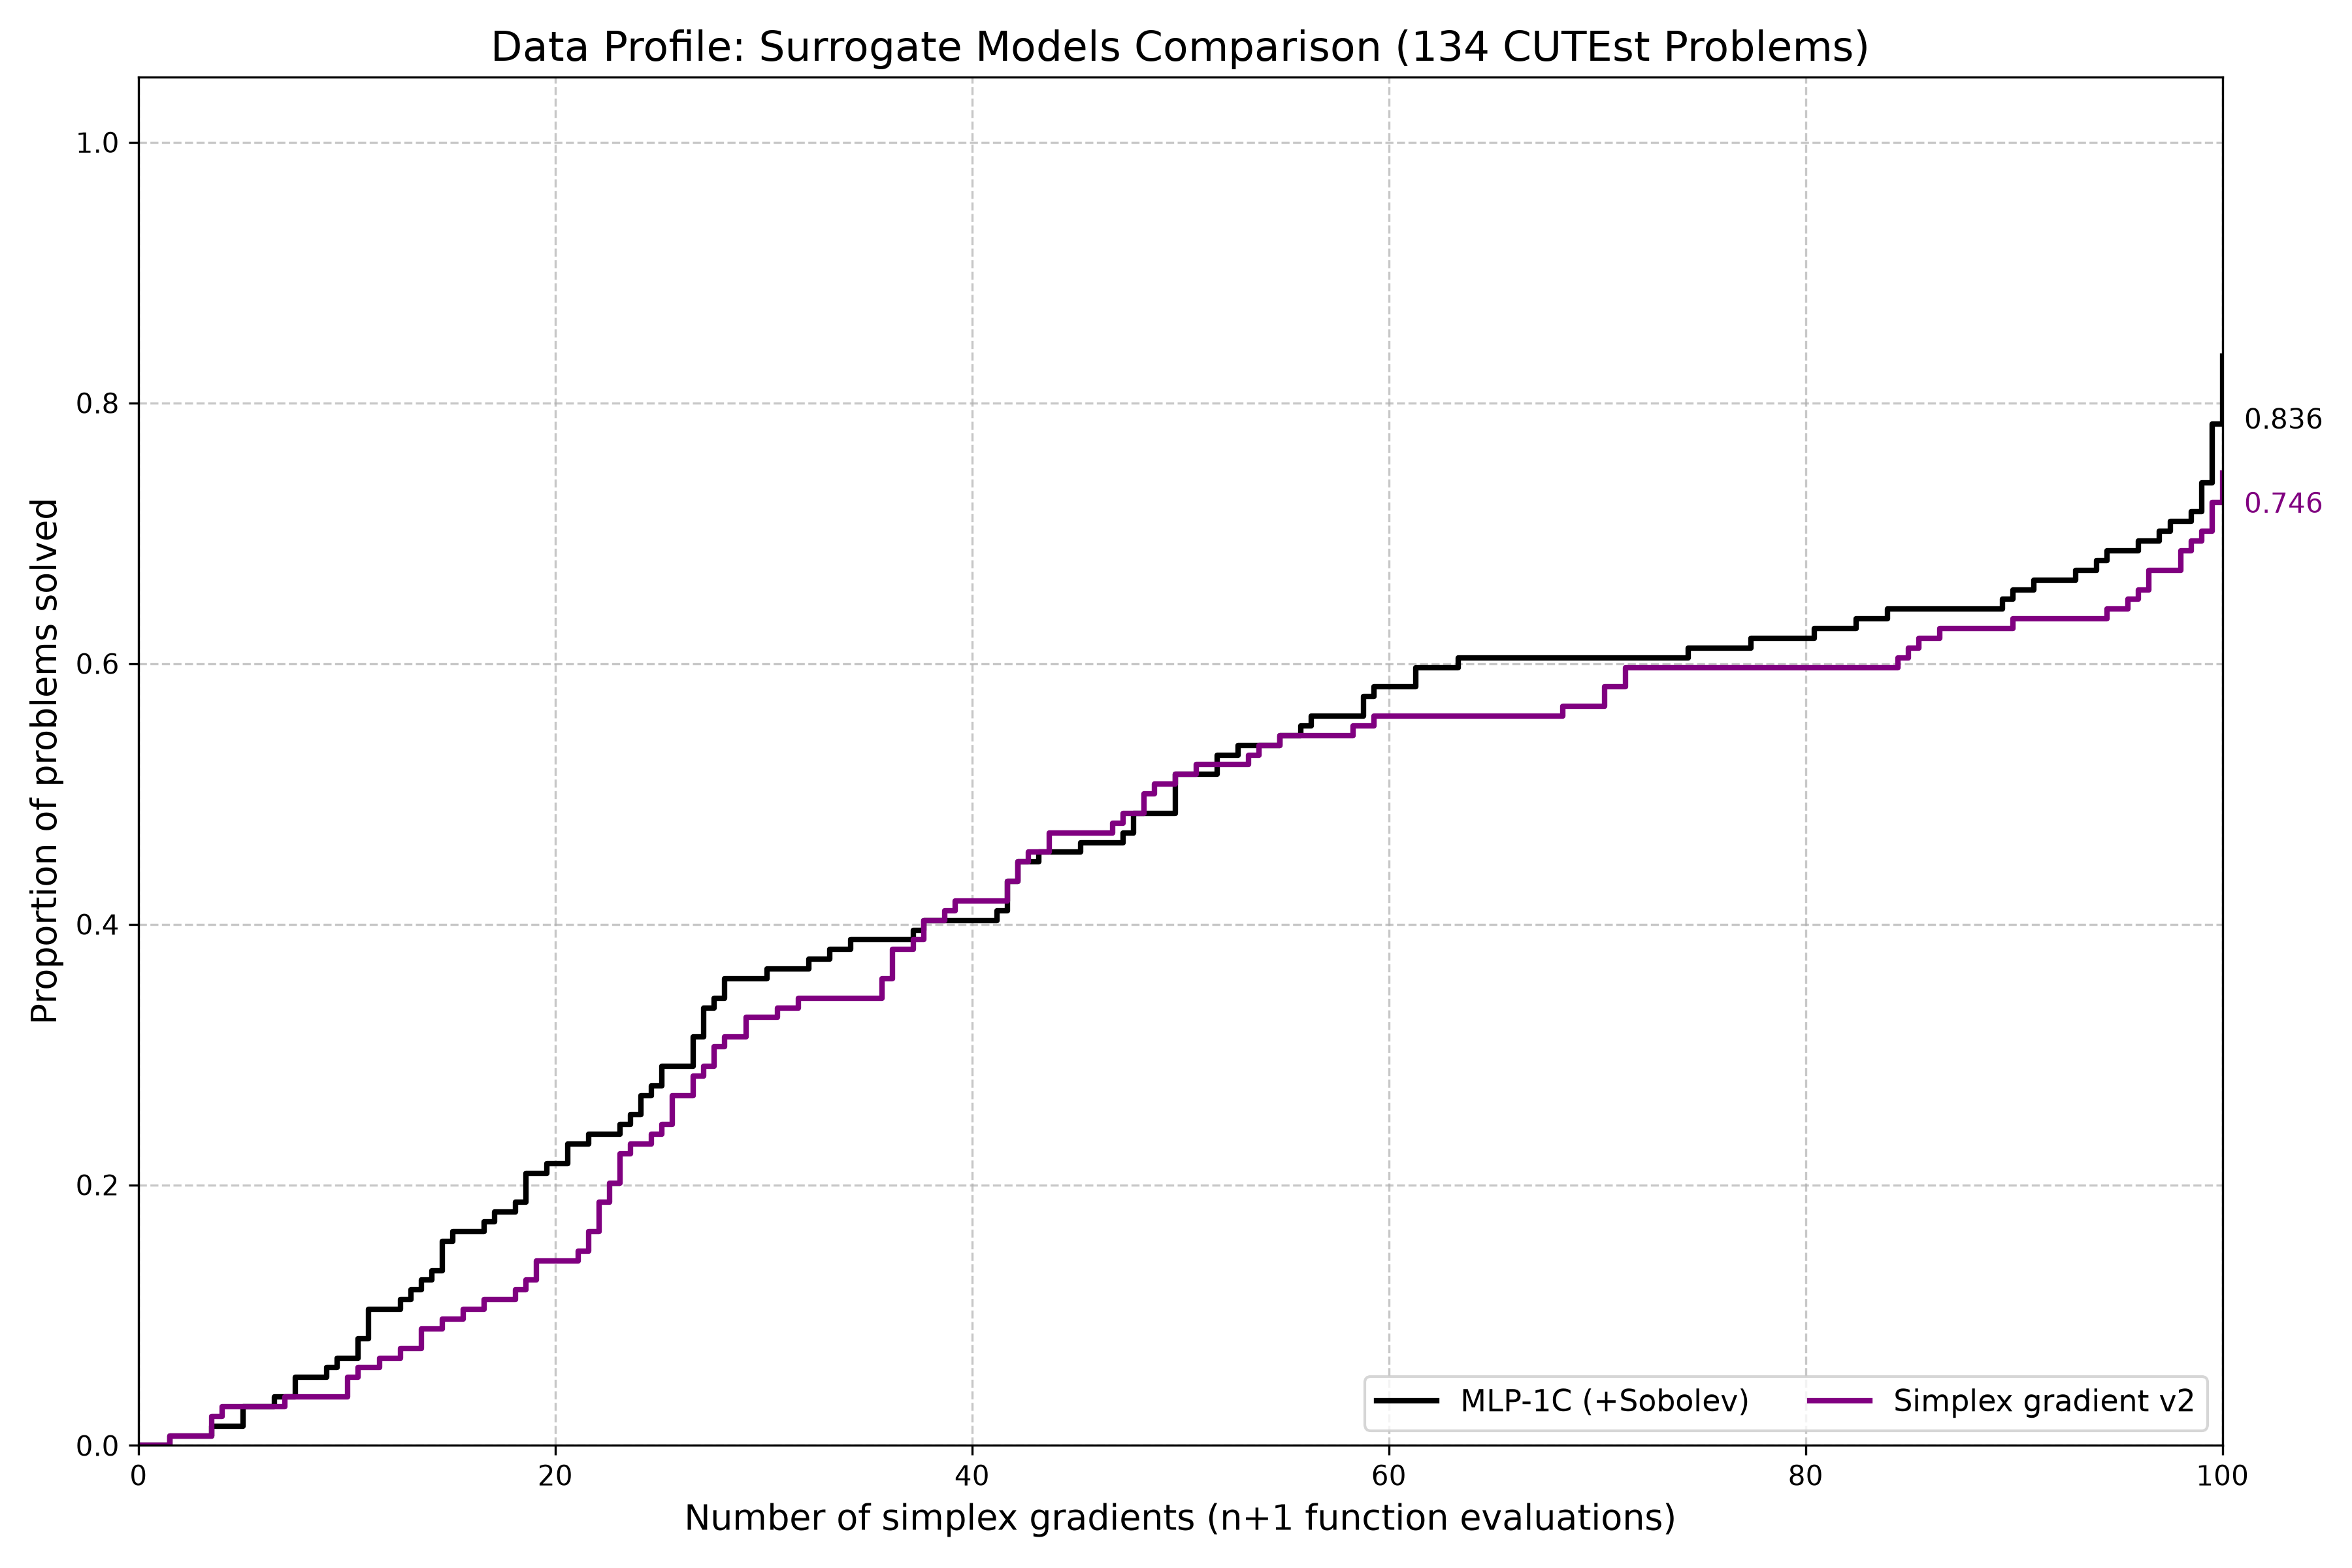 Data Profile: Surrogate Models Comparison (134 CUTEst Problems)
Proportion of problems solved
1.0
0.8
0.6
0.4
0.2
0.0
0.836
0.746
MLP-1C (+Sobolev) Simplex gradient v2
0 20 40 60 80 100
Number of simplex gradients (n+1 function evaluations)